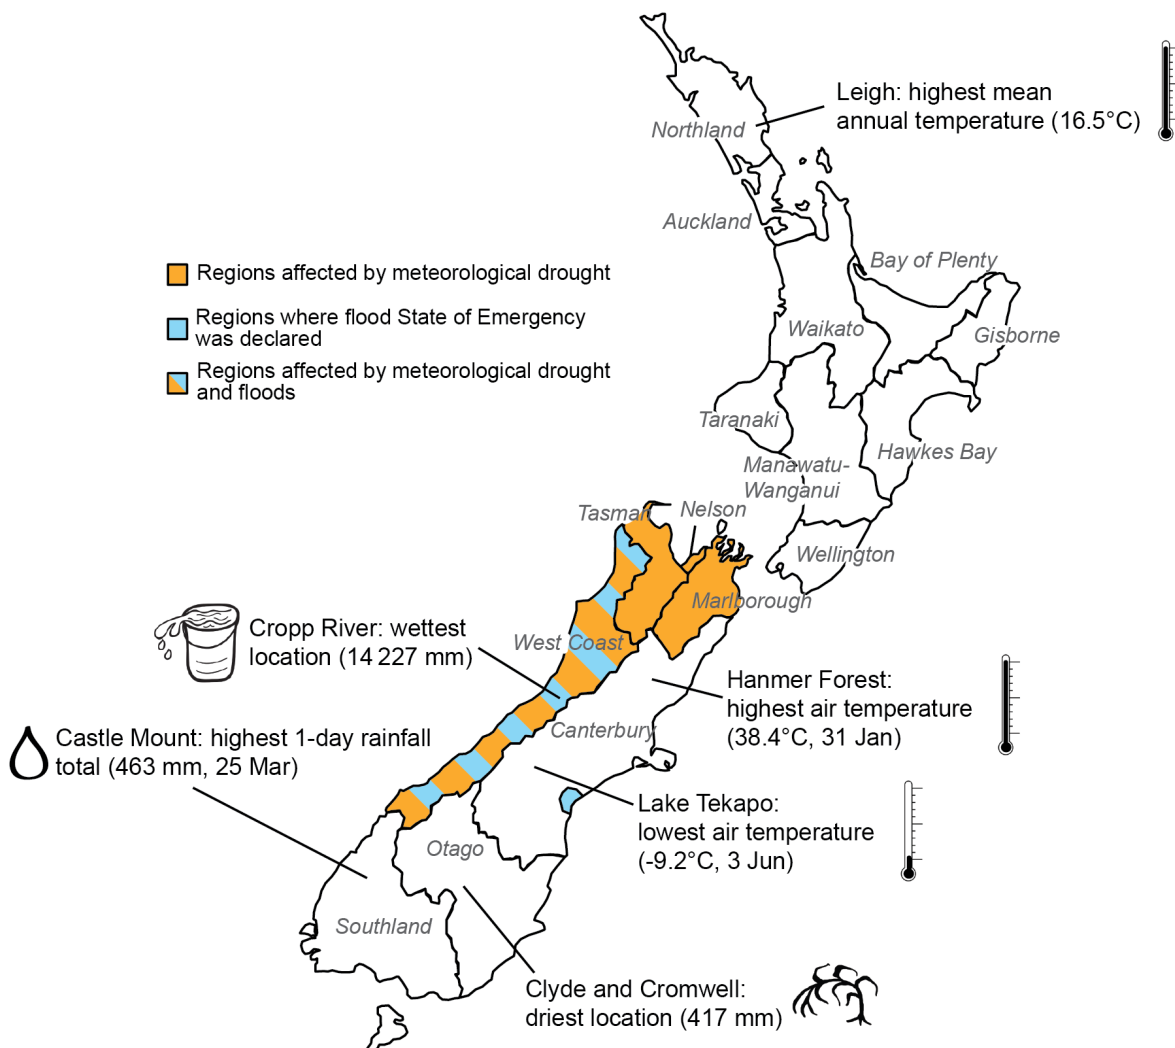 Leigh: highest mean
annual temperature (16.5°C)
Northland
Auckland
Bay of Plenty
Regions affected by meteorological drought
Regions where flood State of Emergency
was declared
Regions affected by meteorological drought
and floods
Waikato
Gisborne
Taranaki
Hawkes Bay
Manawatu-
Wanganui
Tasman
Nelson
Wellington
Marlborough
Cropp River: wettest
location (14 227 mm)
West Coast
Hanmer Forest:
highest air temperature
(38.4°C, 31 Jan)
Canterbury
Castle Mount: highest 1-day rainfall
total (463 mm, 25 Mar)
Lake Tekapo:
lowest air temperature
(-9.2°C, 3 Jun)
Otago
Southland
Clyde and Cromwell:
driest location (417 mm)